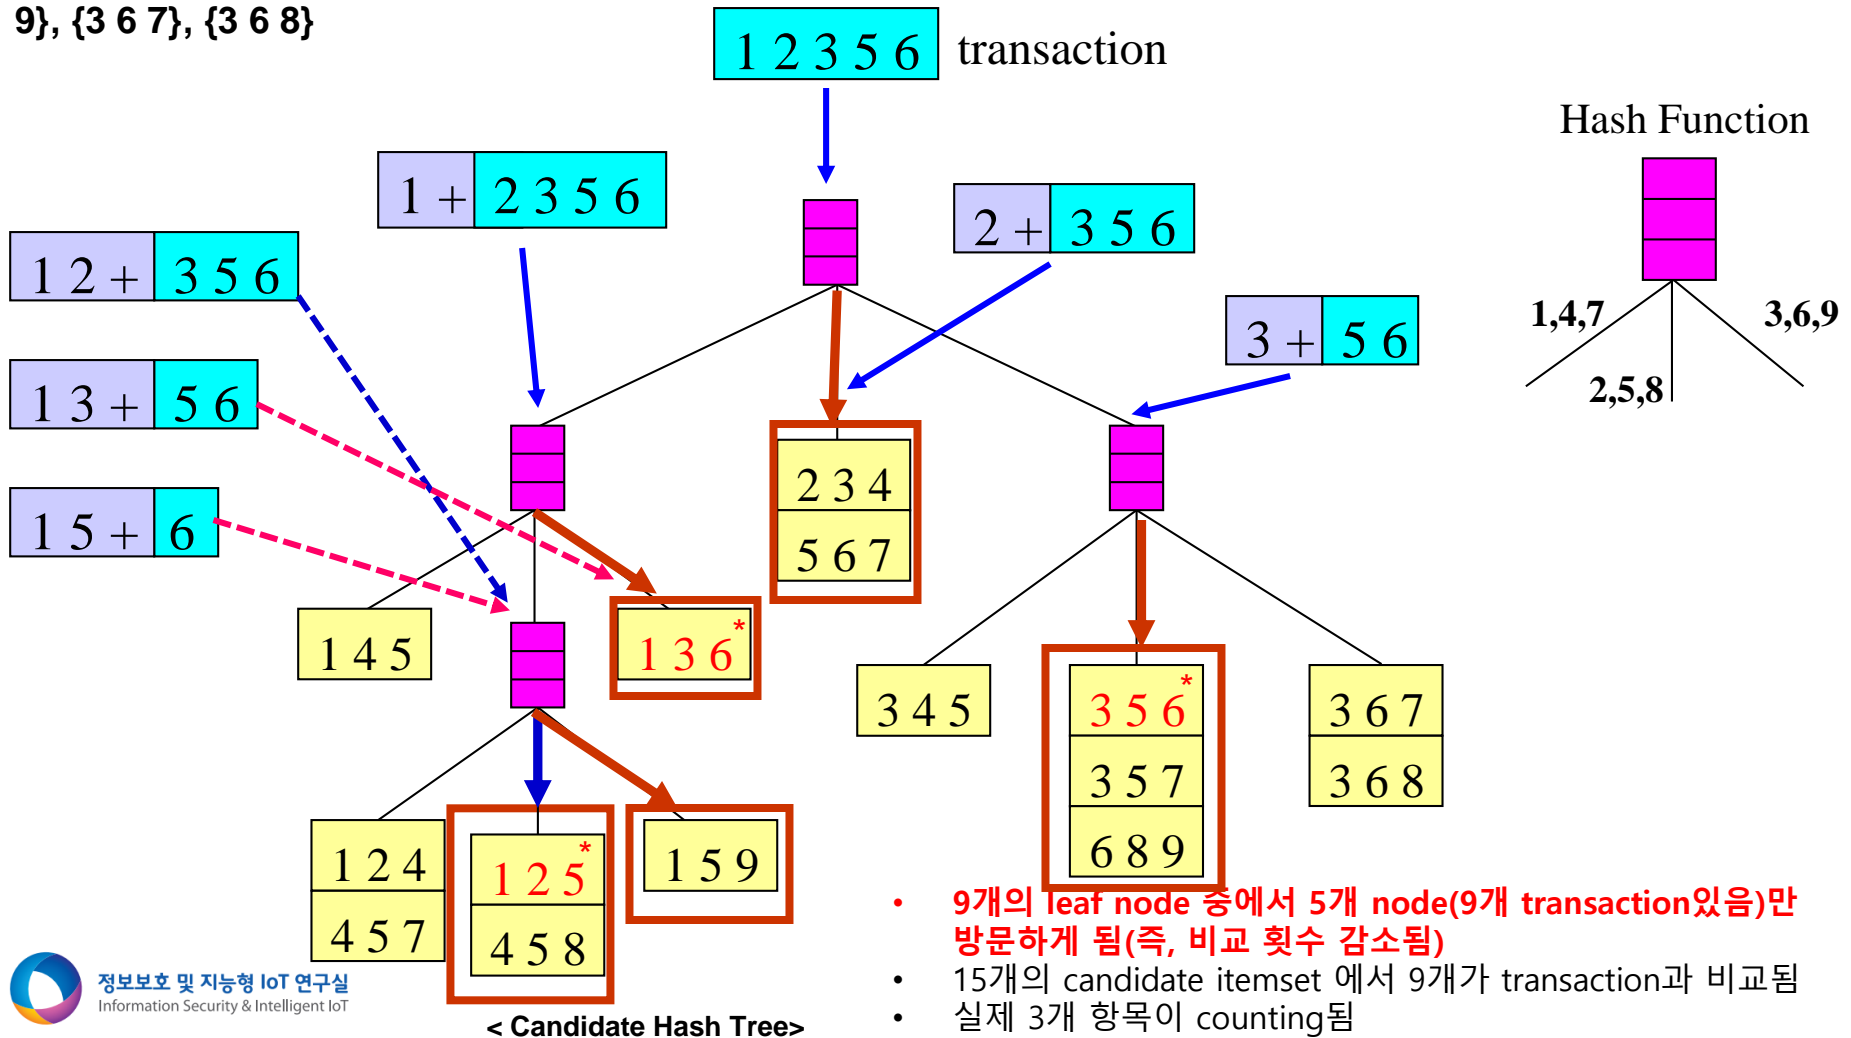 9}, {3 6 7}, {3 6 8}
1 2 3 5 6 transaction
Hash Function
1 + 2 3 5 6
2 + 3 5 6
1 2 + 3 5 6
3 + 5 6
1,4,7
3,6,9
2,5,8
1 3 + 5 6
1 5 + 6
2 3 4
5 6 7
1 4 5
1 3 6*
3 4 5
3 5 6*
3 6 7
3 5 7
3 6 8
6 8 9
1 2 4
1 2 5*
1 5 9
4 5 7
4 5 8
• 9개의 leaf node 중에서 5개 node(9개 transaction있음)만
방문하게 됨(즉, 비교 횟수 감소됨)
• 15개의 candidate itemset 에서 9개가 transaction과 비교됨
• 실제 3개 항목이 counting됨
정보보호 및 지능형 IoT 연구실
Information Security & Intelligent IoT
< Candidate Hash Tree>